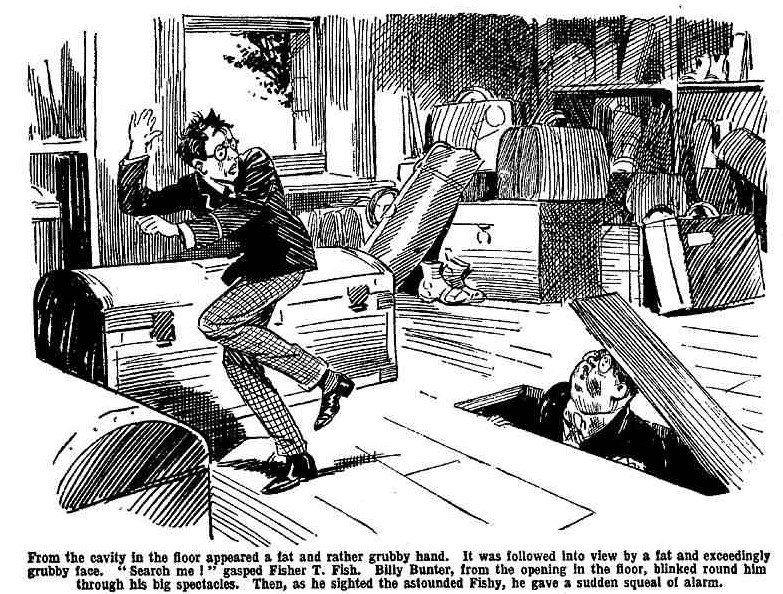 From the cavity in the floor appeared a fat and rather grubby hand. It was followed into view by a fat and exceedingly
grubby face. "Search me!" gasped Fisher T. Fish. Billy Bunter, from the opening in the floor, blinked round him
through his big spectacles. Then, as he sighted the astounded Fishy, he gave a sudden squeal of alarm.